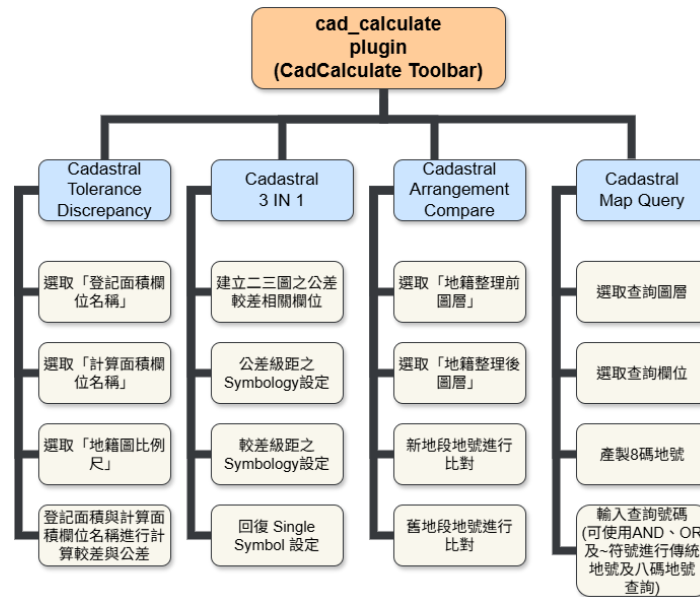 cad_calculate
plugin
(CadCalculate Toolbar)
Cadastral
Tolerance
Discrepancy
選取「登記面積欄
位名稱」
選取「計算面積欄
位名稱」
選取「地籍圖比例
尺」
登記面積與計算面
積欄位名稱進行計
算較差與公差
Cadastral
3 IN 1
建立二三圖之公差
較差相關欄位
公差級距之
Symbology設定
較差級距之
Symbology設定
回復 Single
Symbol 設定
Cadastral
Arrangement
Compare
選取「地籍整理前
圖層」
選取「地籍整理後
圖層」
新地段地號進行
比對
舊地段地號進行
比對
Cadastral
Map Query
選取查詢圖層
選取查詢欄位
產製8碼地號
輸入查詢號碼
(可使用AND、OR
及~符號進行傳統
地號及八碼地號
查詢)